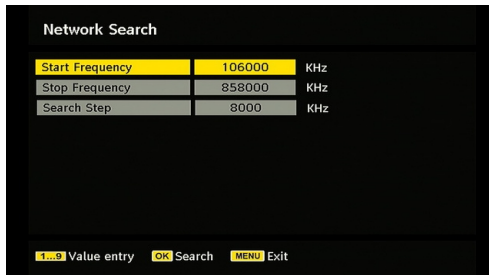 Network Search
Start Frequency 106000 KHz
Stop Frequency 858000 KHz
Search Step 8000 KHz
1...9 Value entry OK Search MENU Exit